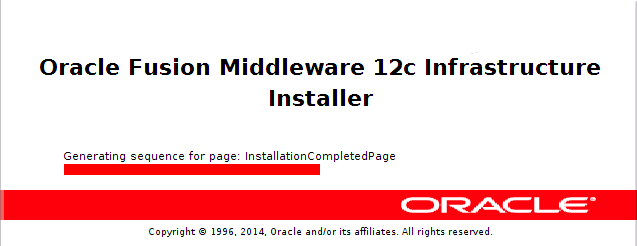 Oracle Fusion Middleware 12c Infrastructure
Installer
Generating sequence for page: InstallationCompletedPage
ORACLE®
Copyright © 1996, 2014, Oracle and/or its affiliates. All rights reserved.